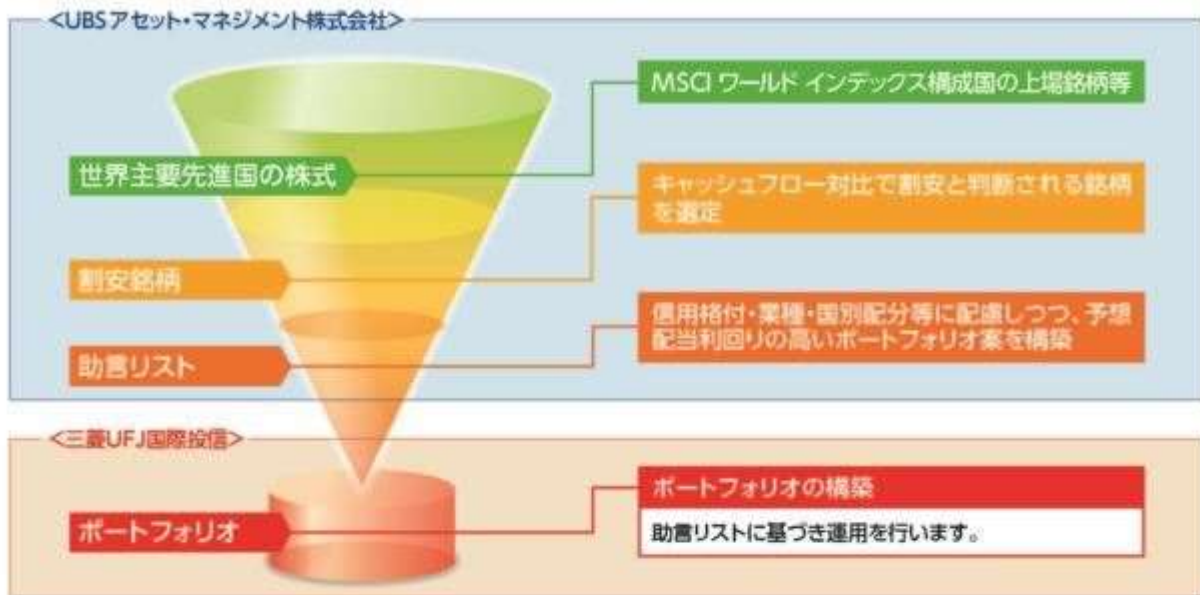 <UBSアセット・マネジメント株式会社>
MSCI ワールド インデックス構成国の上場銘柄等
世界主要先進国の株式
キャッシュフロー対比で割安と判断される銘柄
を選定
割安銘柄
信用格付・業種・国別配分等に配慮しつつ、予想
配当利回りの高いポートフォリオ案を構築
助言リスト
<三菱UFJ国際投信>
ポートフォリオの構築
ポートフォリオ
助言リストに基づき運用を行います。